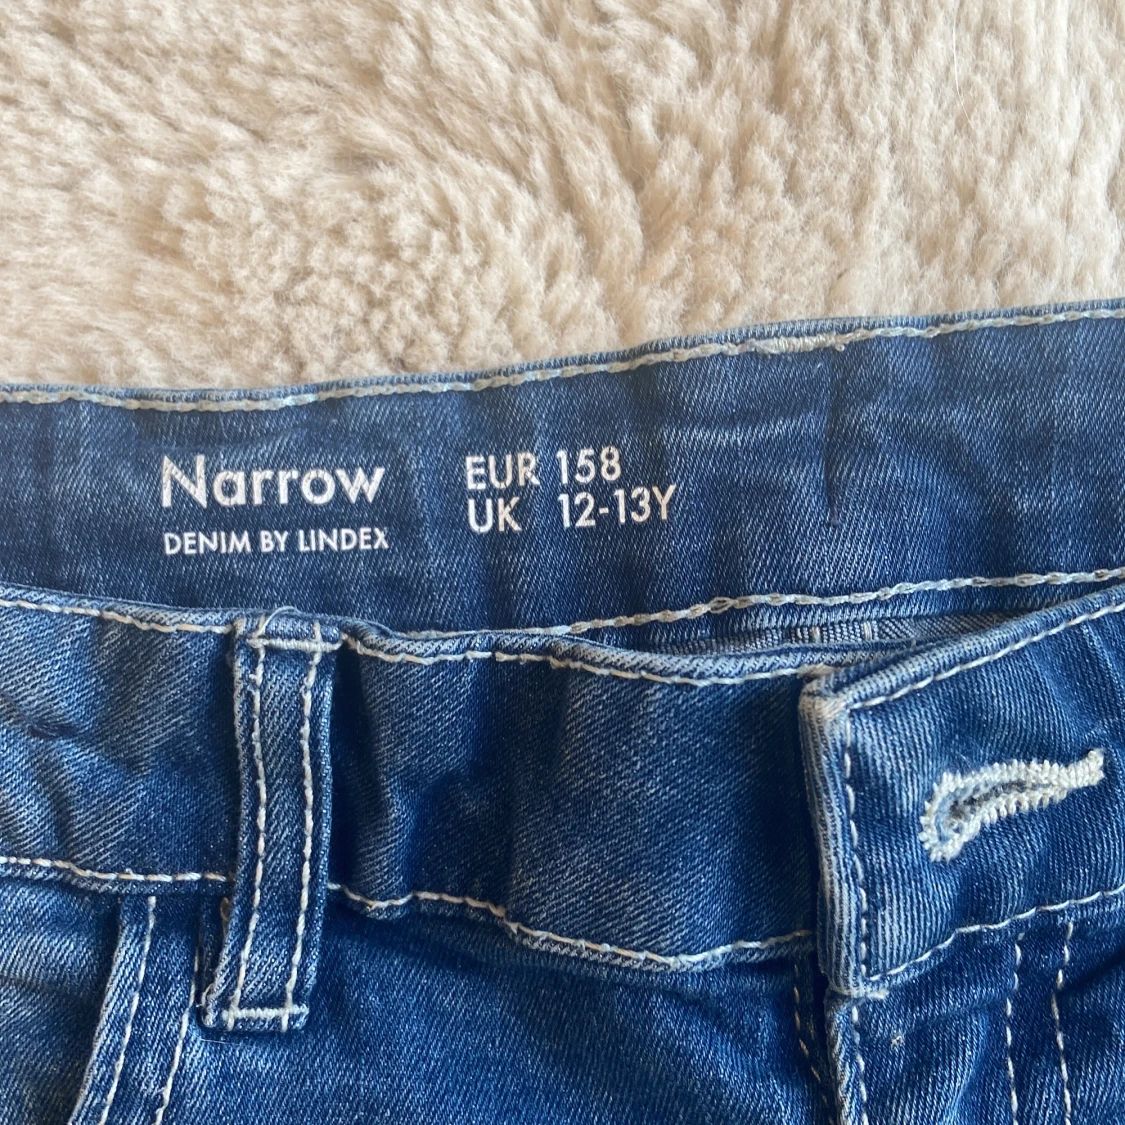 Narrow
DENIM BY LINDEX
EUR 158
UK 12-13Y